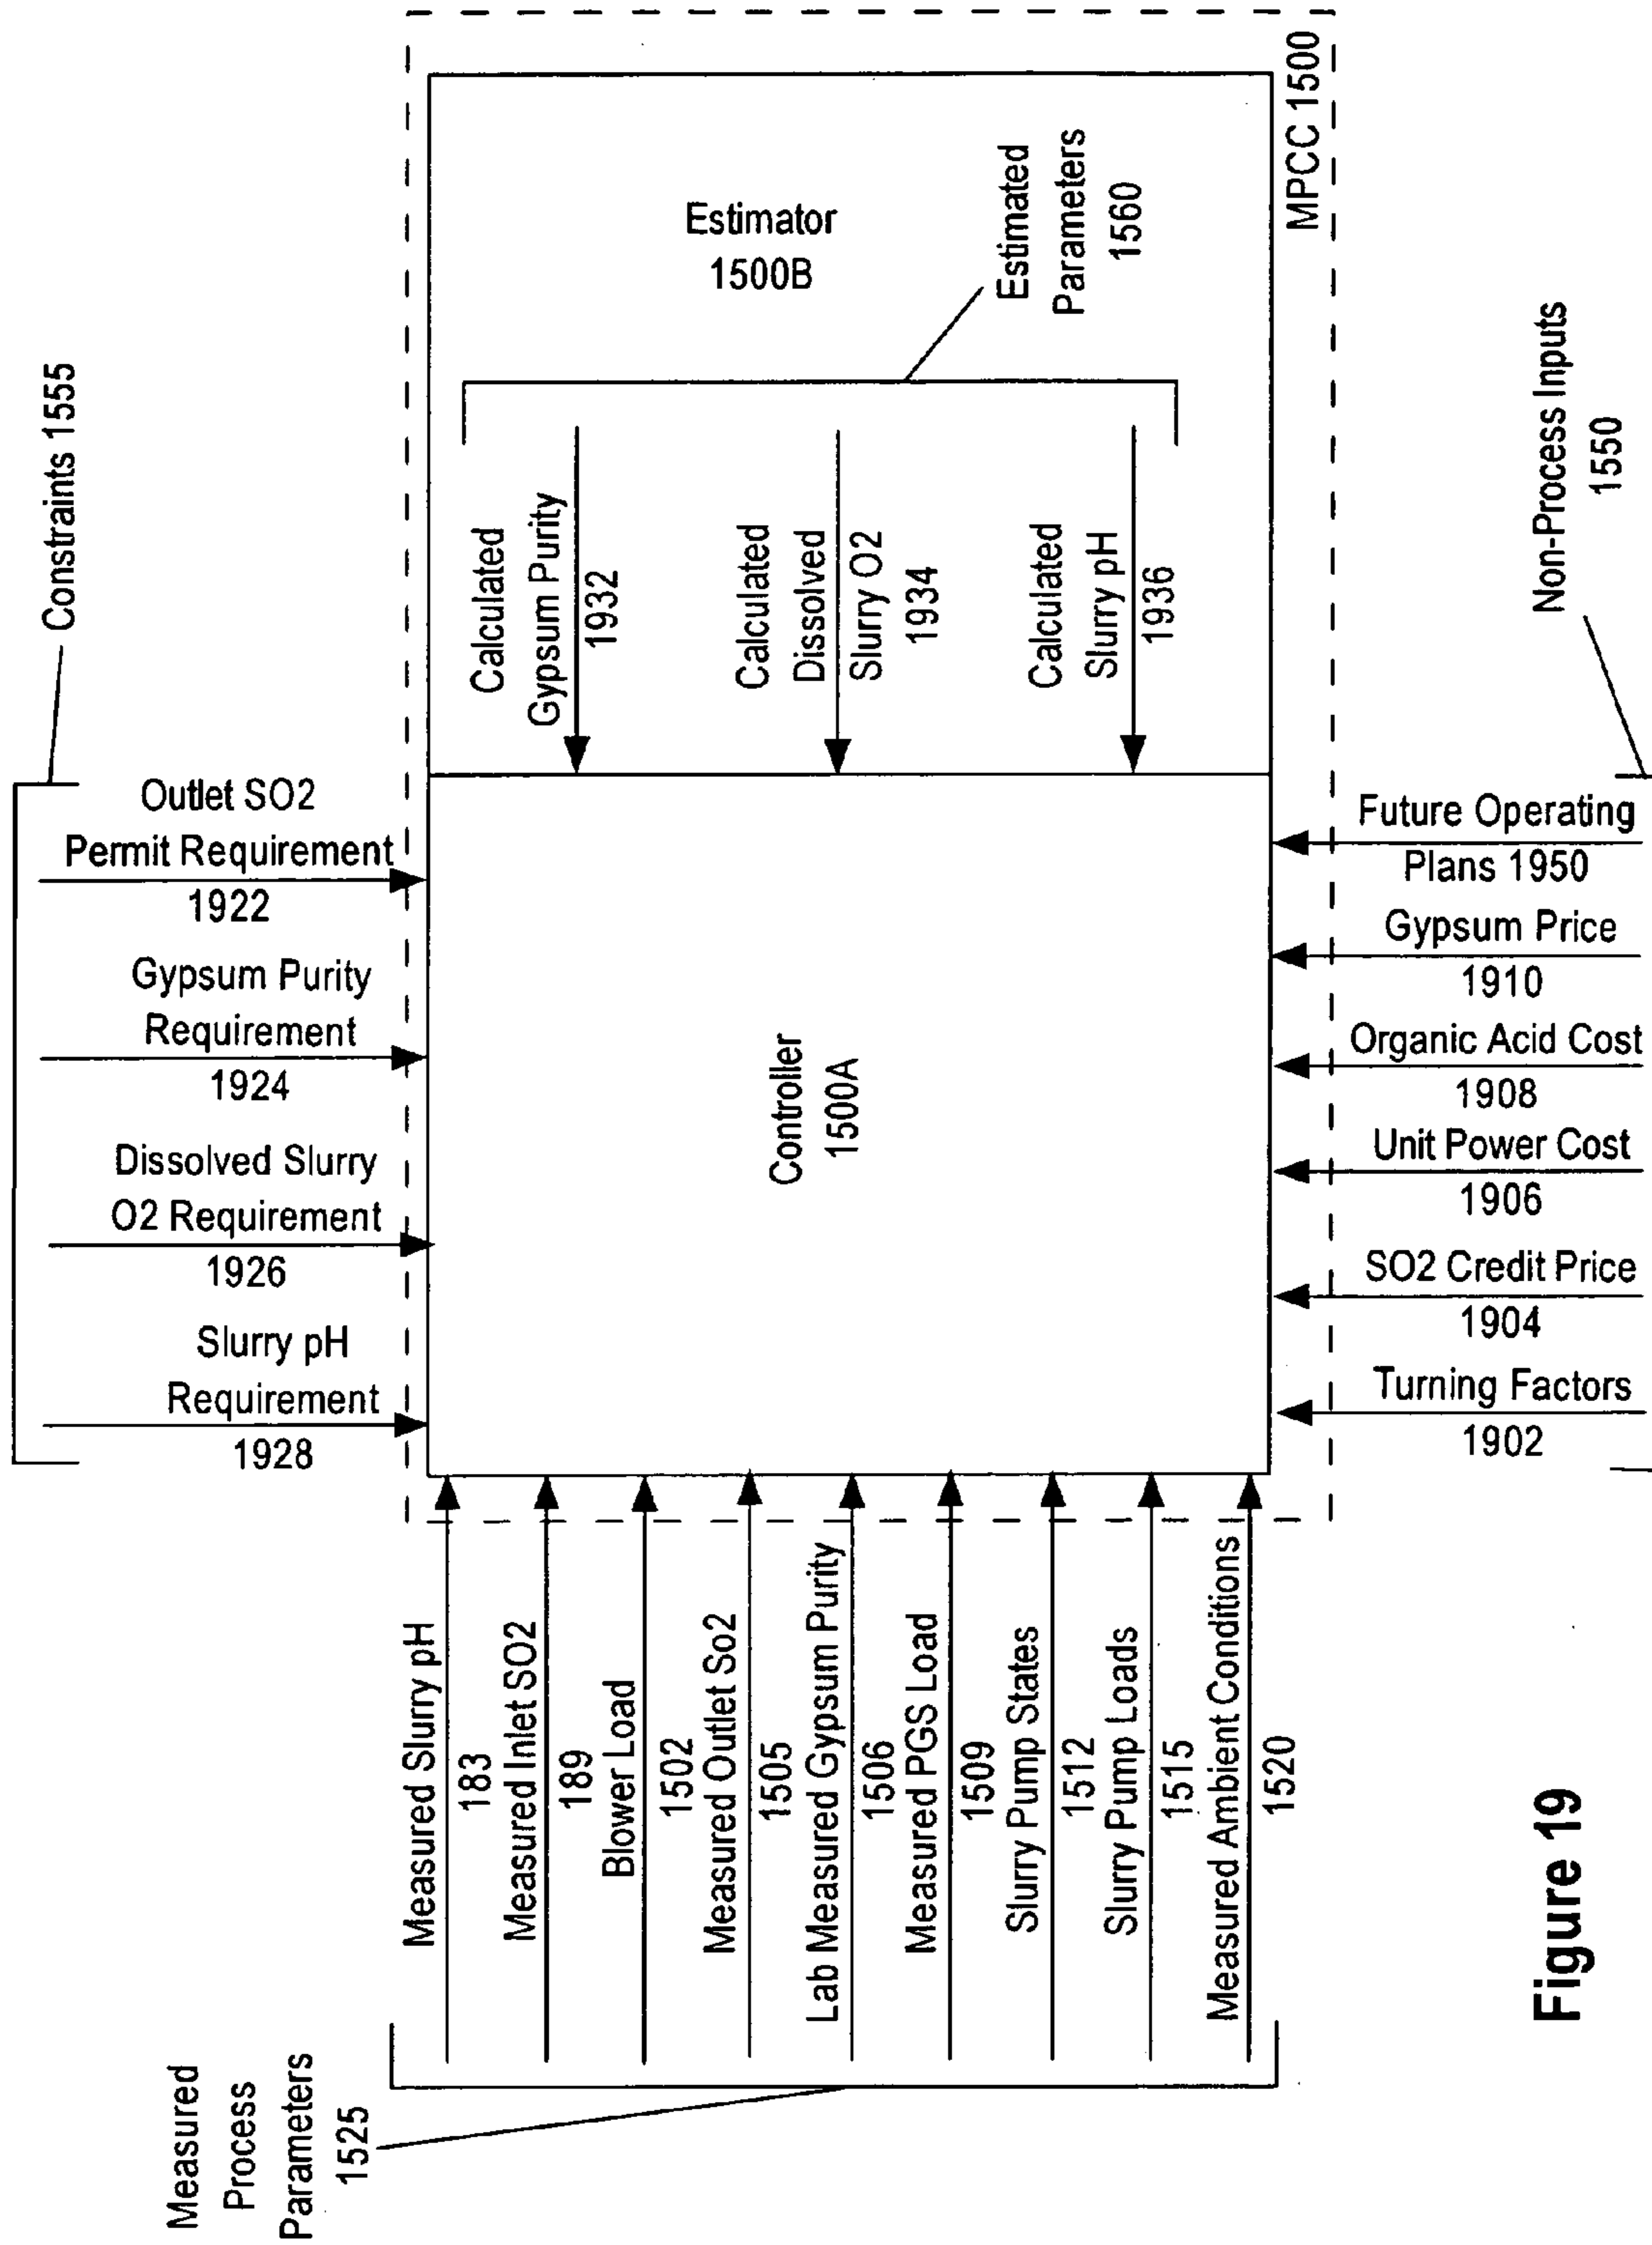 Constraints 1555
Outlet SO2
Permit Requirement
1922
Gypsum Purity
Requirement
1924
Dissolved Slurry
O2 Requirement
1926
Slurry pH
Requirement
1928
Measured
Process
Parameters
1525
Measured Slurry pH
183
Measured Inlet SO2
189
Blower Load
1502
Measured Outlet So2
1505
Lab Measured Gypsum Purity
1506
Measured PGS Load
1509
Slurry Pump States
1512
Slurry Pump Loads
1515
Measured Ambient Conditions
1520
Controller
1500A
Calculated
Gypsum Purity
1932
Calculated
Dissolved
Slurry O2
1934
Calculated
Slurry pH
1936
Estimator
1500B
Estimated
Parameters
1560
MPCC 1500
Non-Process Inputs
1550
Future Operating
Plans 1950
Gypsum Price
1910
Organic Acid Cost
1908
Unit Power Cost
1906
SO2 Credit Price
1904
Turning Factors
1902
Figure 19